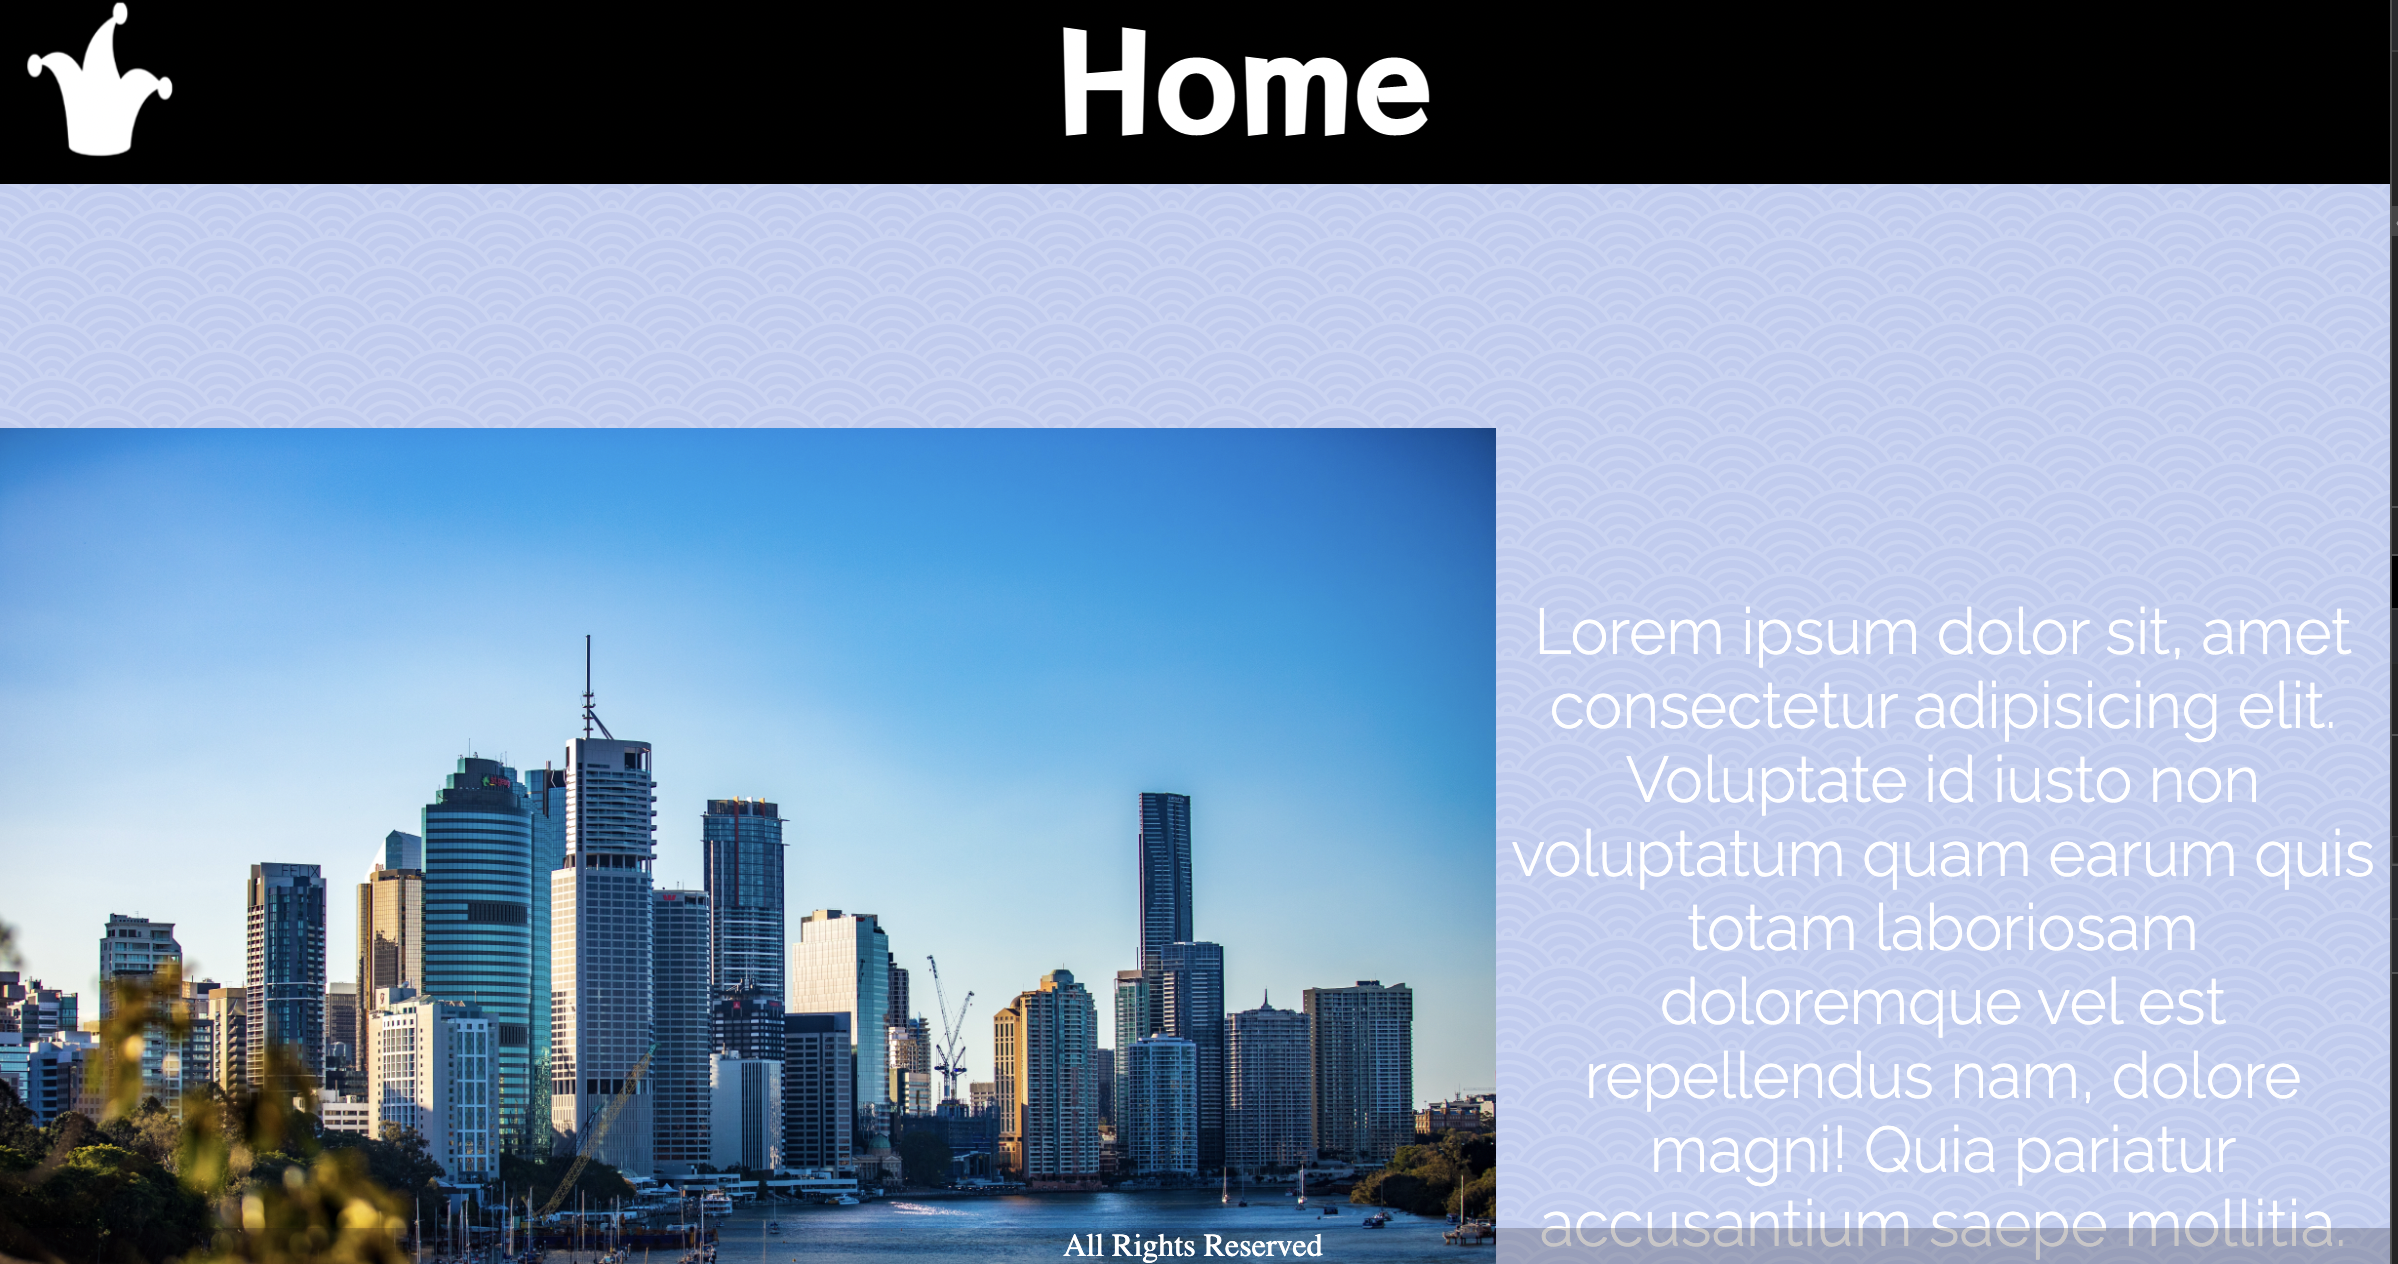 Home
Lorem ipsum dolor sit, amet
consectetur adipisicing elit.
Voluptate id iusto non
voluptatum quam earum quis
totam laboriosam
doloremque vel est
repellendus nam, dolore
magni! Quia pariatur
accusantium saepe mollitia.
All Rights Reserved
FELIX